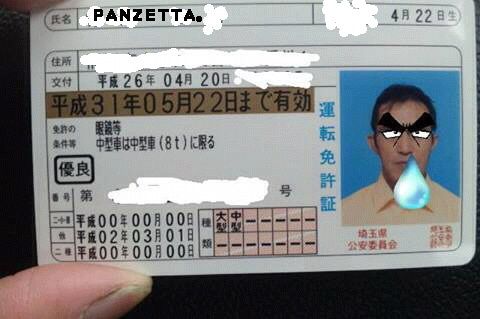 氏名 PANZETTA. 4月22日生
住所
交付 平成26年04月20日
平成31年05月22日まで有効
免許の条件等 眼鏡等
中型車は中型車(8t)に限る
優良
番号 第 号
二・小・原 平成00年00月00日
他 平成02年03月01日
二種 平成00年00月00日
種類 大型 中型
運転免許証
埼玉県
公安委員会